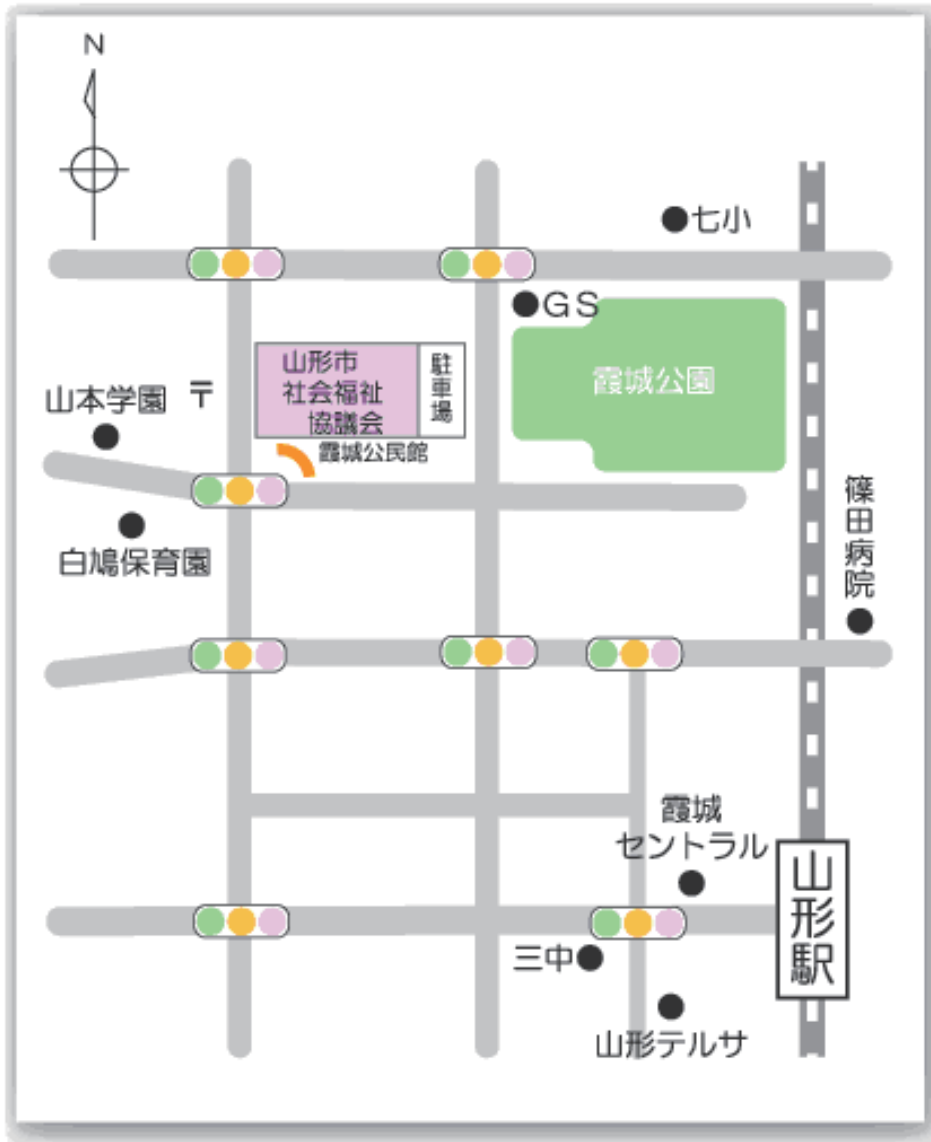 N
七小
GS
霞城公園
山形市
社会福祉
協議会
駐車場
〒
山本学園
霞城公民館
白鳩保育園
篠田病院
霞城
セントラル
山形駅
三中
山形テルサ